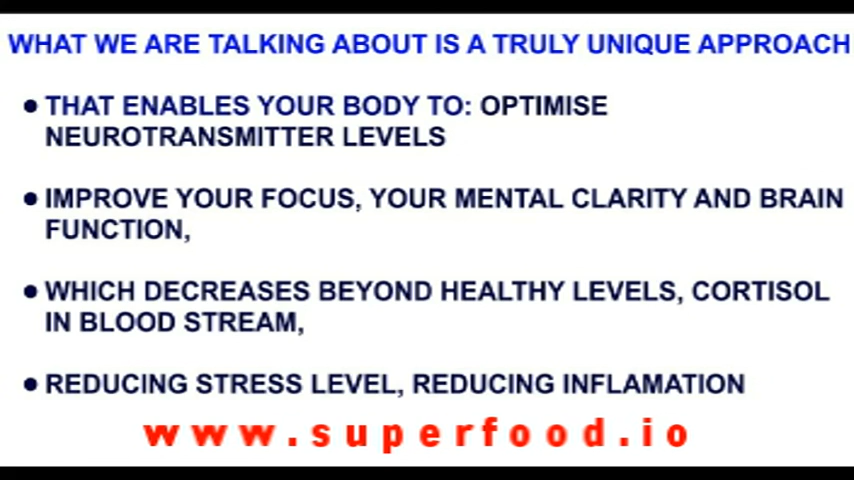 WHAT WE ARE TALKING ABOUT IS A TRULY UNIQUE APPROACH
● THAT ENABLES YOUR BODY TO: OPTIMISE
NEUROTRANSMITTER LEVELS
● IMPROVE YOUR FOCUS, YOUR MENTAL CLARITY AND BRAIN
FUNCTION,
● WHICH DECREASES BEYOND HEALTHY LEVELS, CORTISOL
IN BLOOD STREAM,
● REDUCING STRESS LEVEL, REDUCING INFLAMATION
www.superfood.io